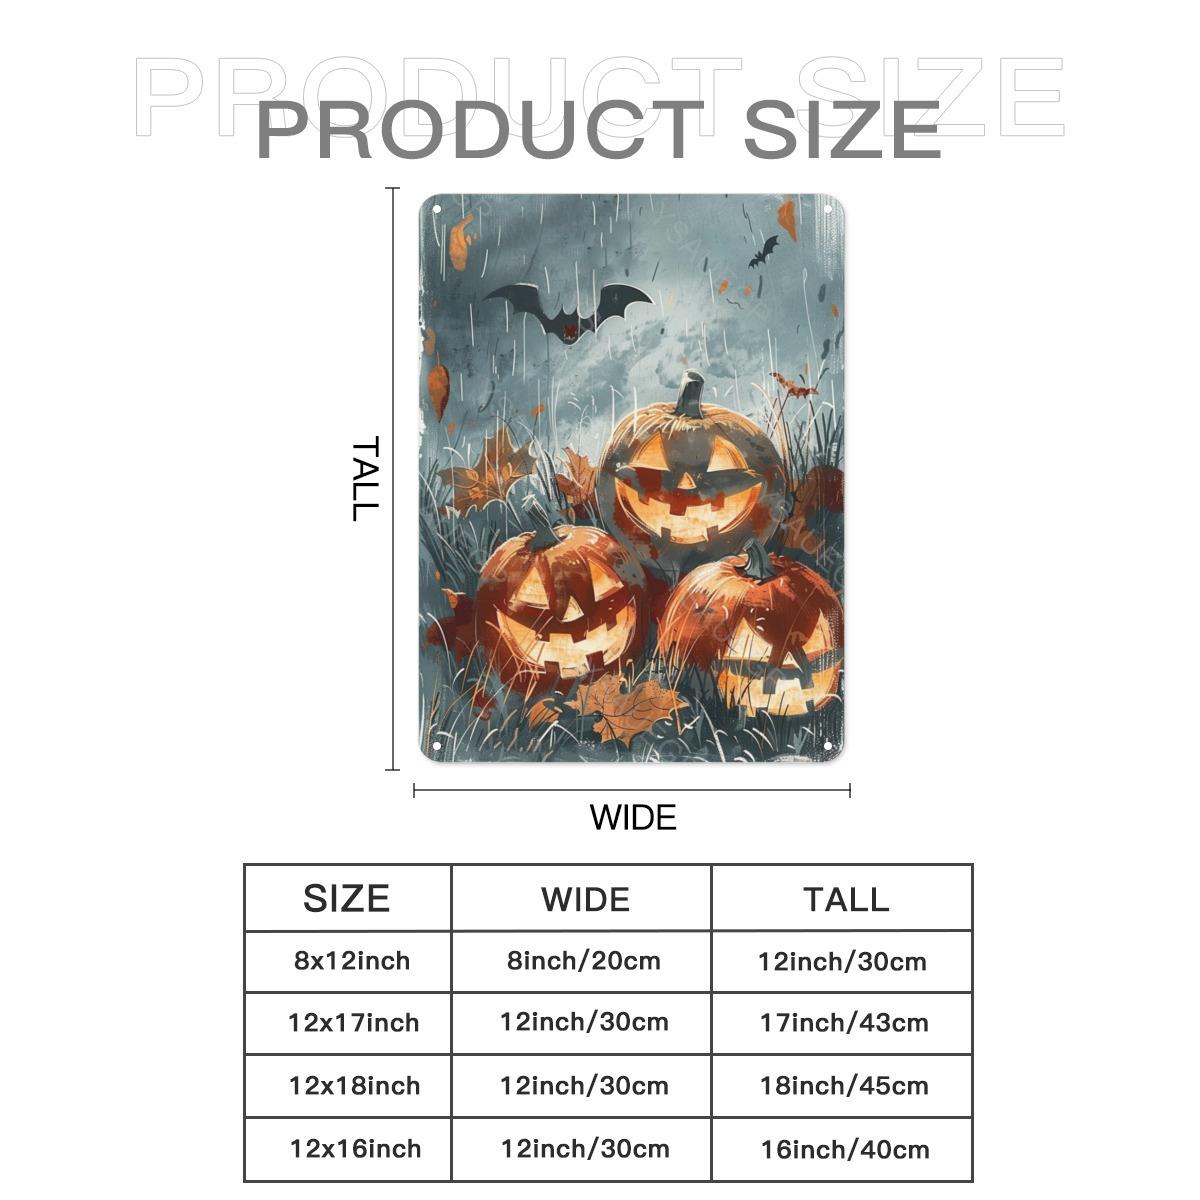 PRODUCT SIZE
PRODUCT SIZE
TALL
WIDE
SIZE WIDE TALL
8x12inch 8inch/20cm 12inch/30cm
12x17inch 12inch/30cm 17inch/43cm
12x18inch 12inch/30cm 18inch/45cm
12x16inch 12inch/30cm 16inch/40cm